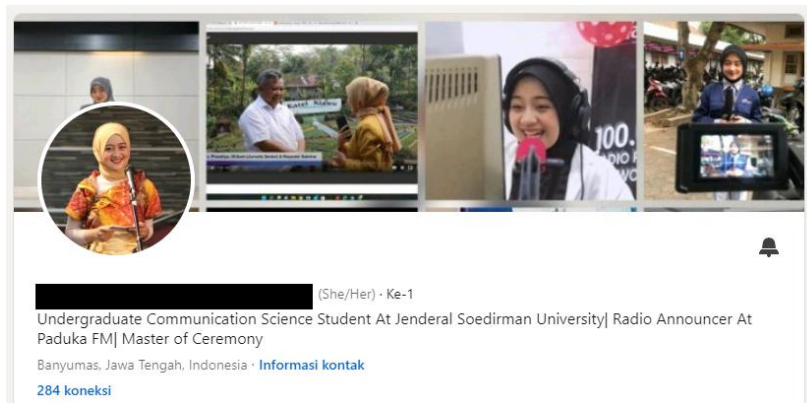 100.
(She/Her) · Ke-1
Undergraduate Communication Science Student At Jenderal Soedirman University| Radio Announcer At
Paduka FM| Master of Ceremony
Banyumas, Jawa Tengah, Indonesia · Informasi kontak
284 koneksi